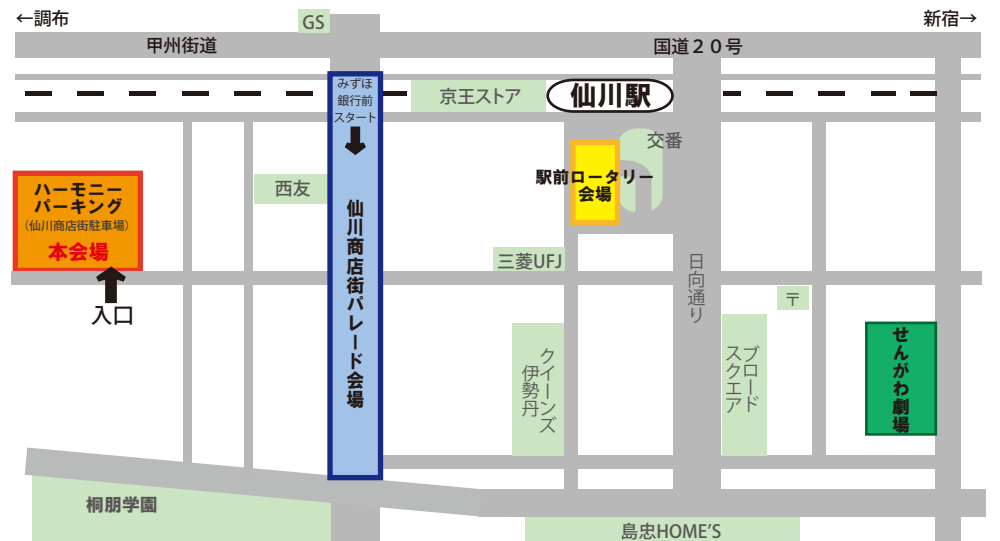 ←調布
GS
新宿→
甲州街道
国道20号
みずほ
銀行前
スタート
京王ストア
仙川駅
交番
駅前ロータリー
会場
西友
ハーモニー
パーキング
(仙川商店街駐車場)
本会場
入口
仙川商店街パレード会場
三菱UFJ
日向通り
〒
クイーンズ
伊勢丹
ブロード
スクエア
せんがわ劇場
桐朋学園
島忠HOME'S